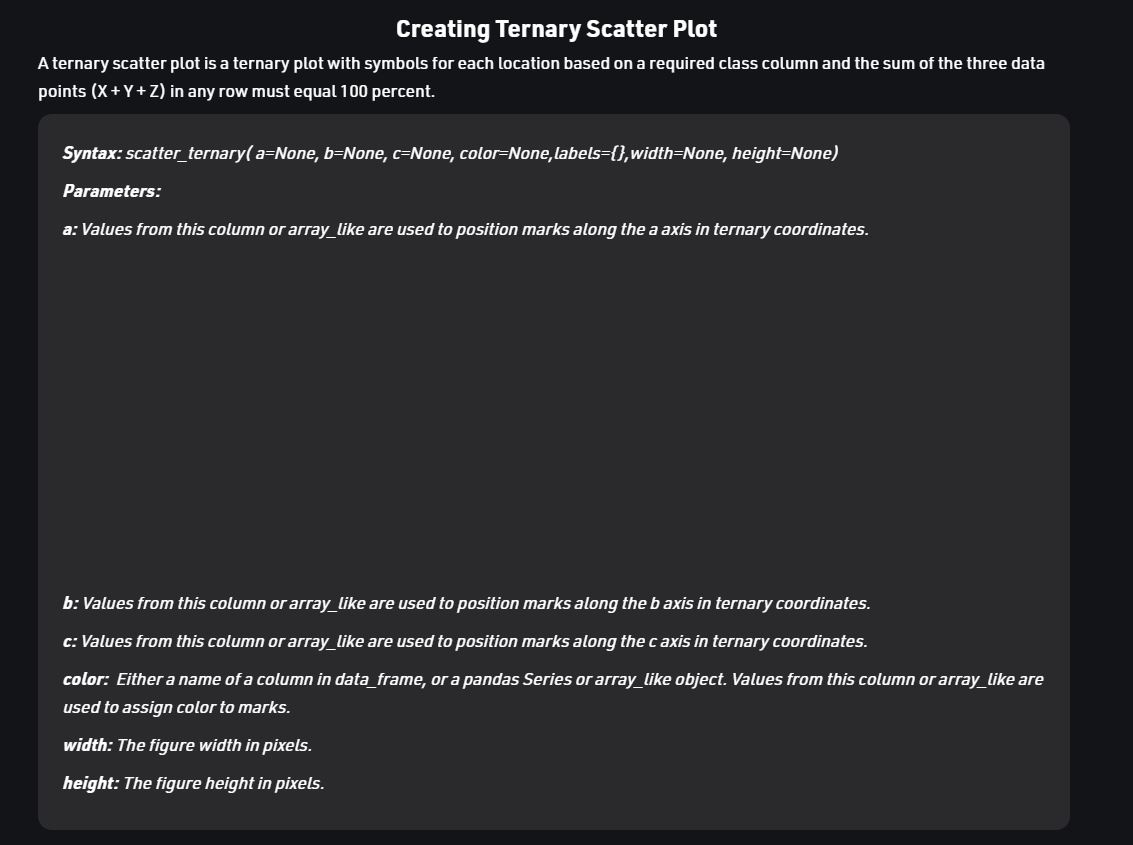 Creating Ternary Scatter Plot
A ternary scatter plot is a ternary plot with symbols for each location based on a required class column and the sum of the three data
points (X + Y + Z) in any row must equal 100 percent.
Syntax: scatter_ternary( a=None, b=None, c=None, color=None,labels={},width=None, height=None)
Parameters:
a: Values from this column or array_like are used to position marks along the a axis in ternary coordinates.
b: Values from this column or array_like are used to position marks along the b axis in ternary coordinates.
c: Values from this column or array_like are used to position marks along the c axis in ternary coordinates.
color:  Either a name of a column in data_frame, or a pandas Series or array_like object. Values from this column or array_like are
used to assign color to marks.
width: The figure width in pixels.
height: The figure height in pixels.